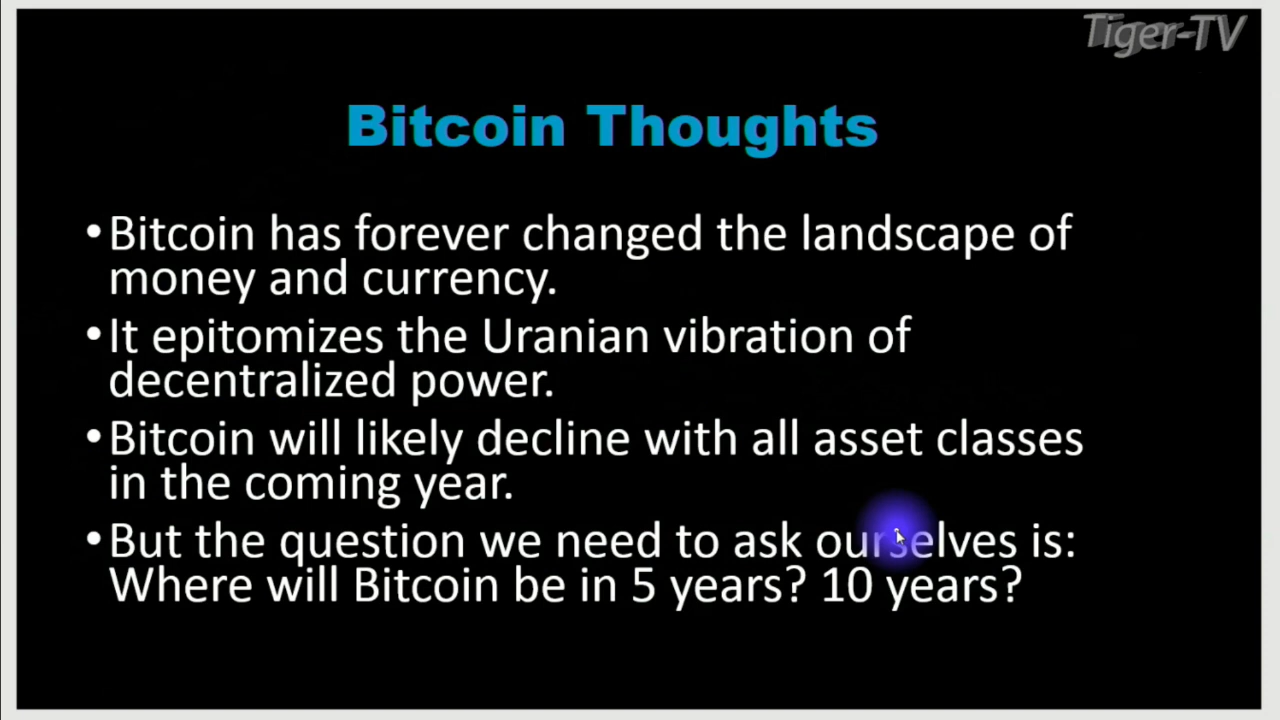 Tiger-TV
Bitcoin Thoughts
•Bitcoin has forever changed the landscape of
money and currency.
•It epitomizes the Uranian vibration of
decentralized power.
•Bitcoin will likely decline with all asset classes
in the coming year.
•But the question we need to ask ourselves is:
Where will Bitcoin be in 5 years? 10 years?